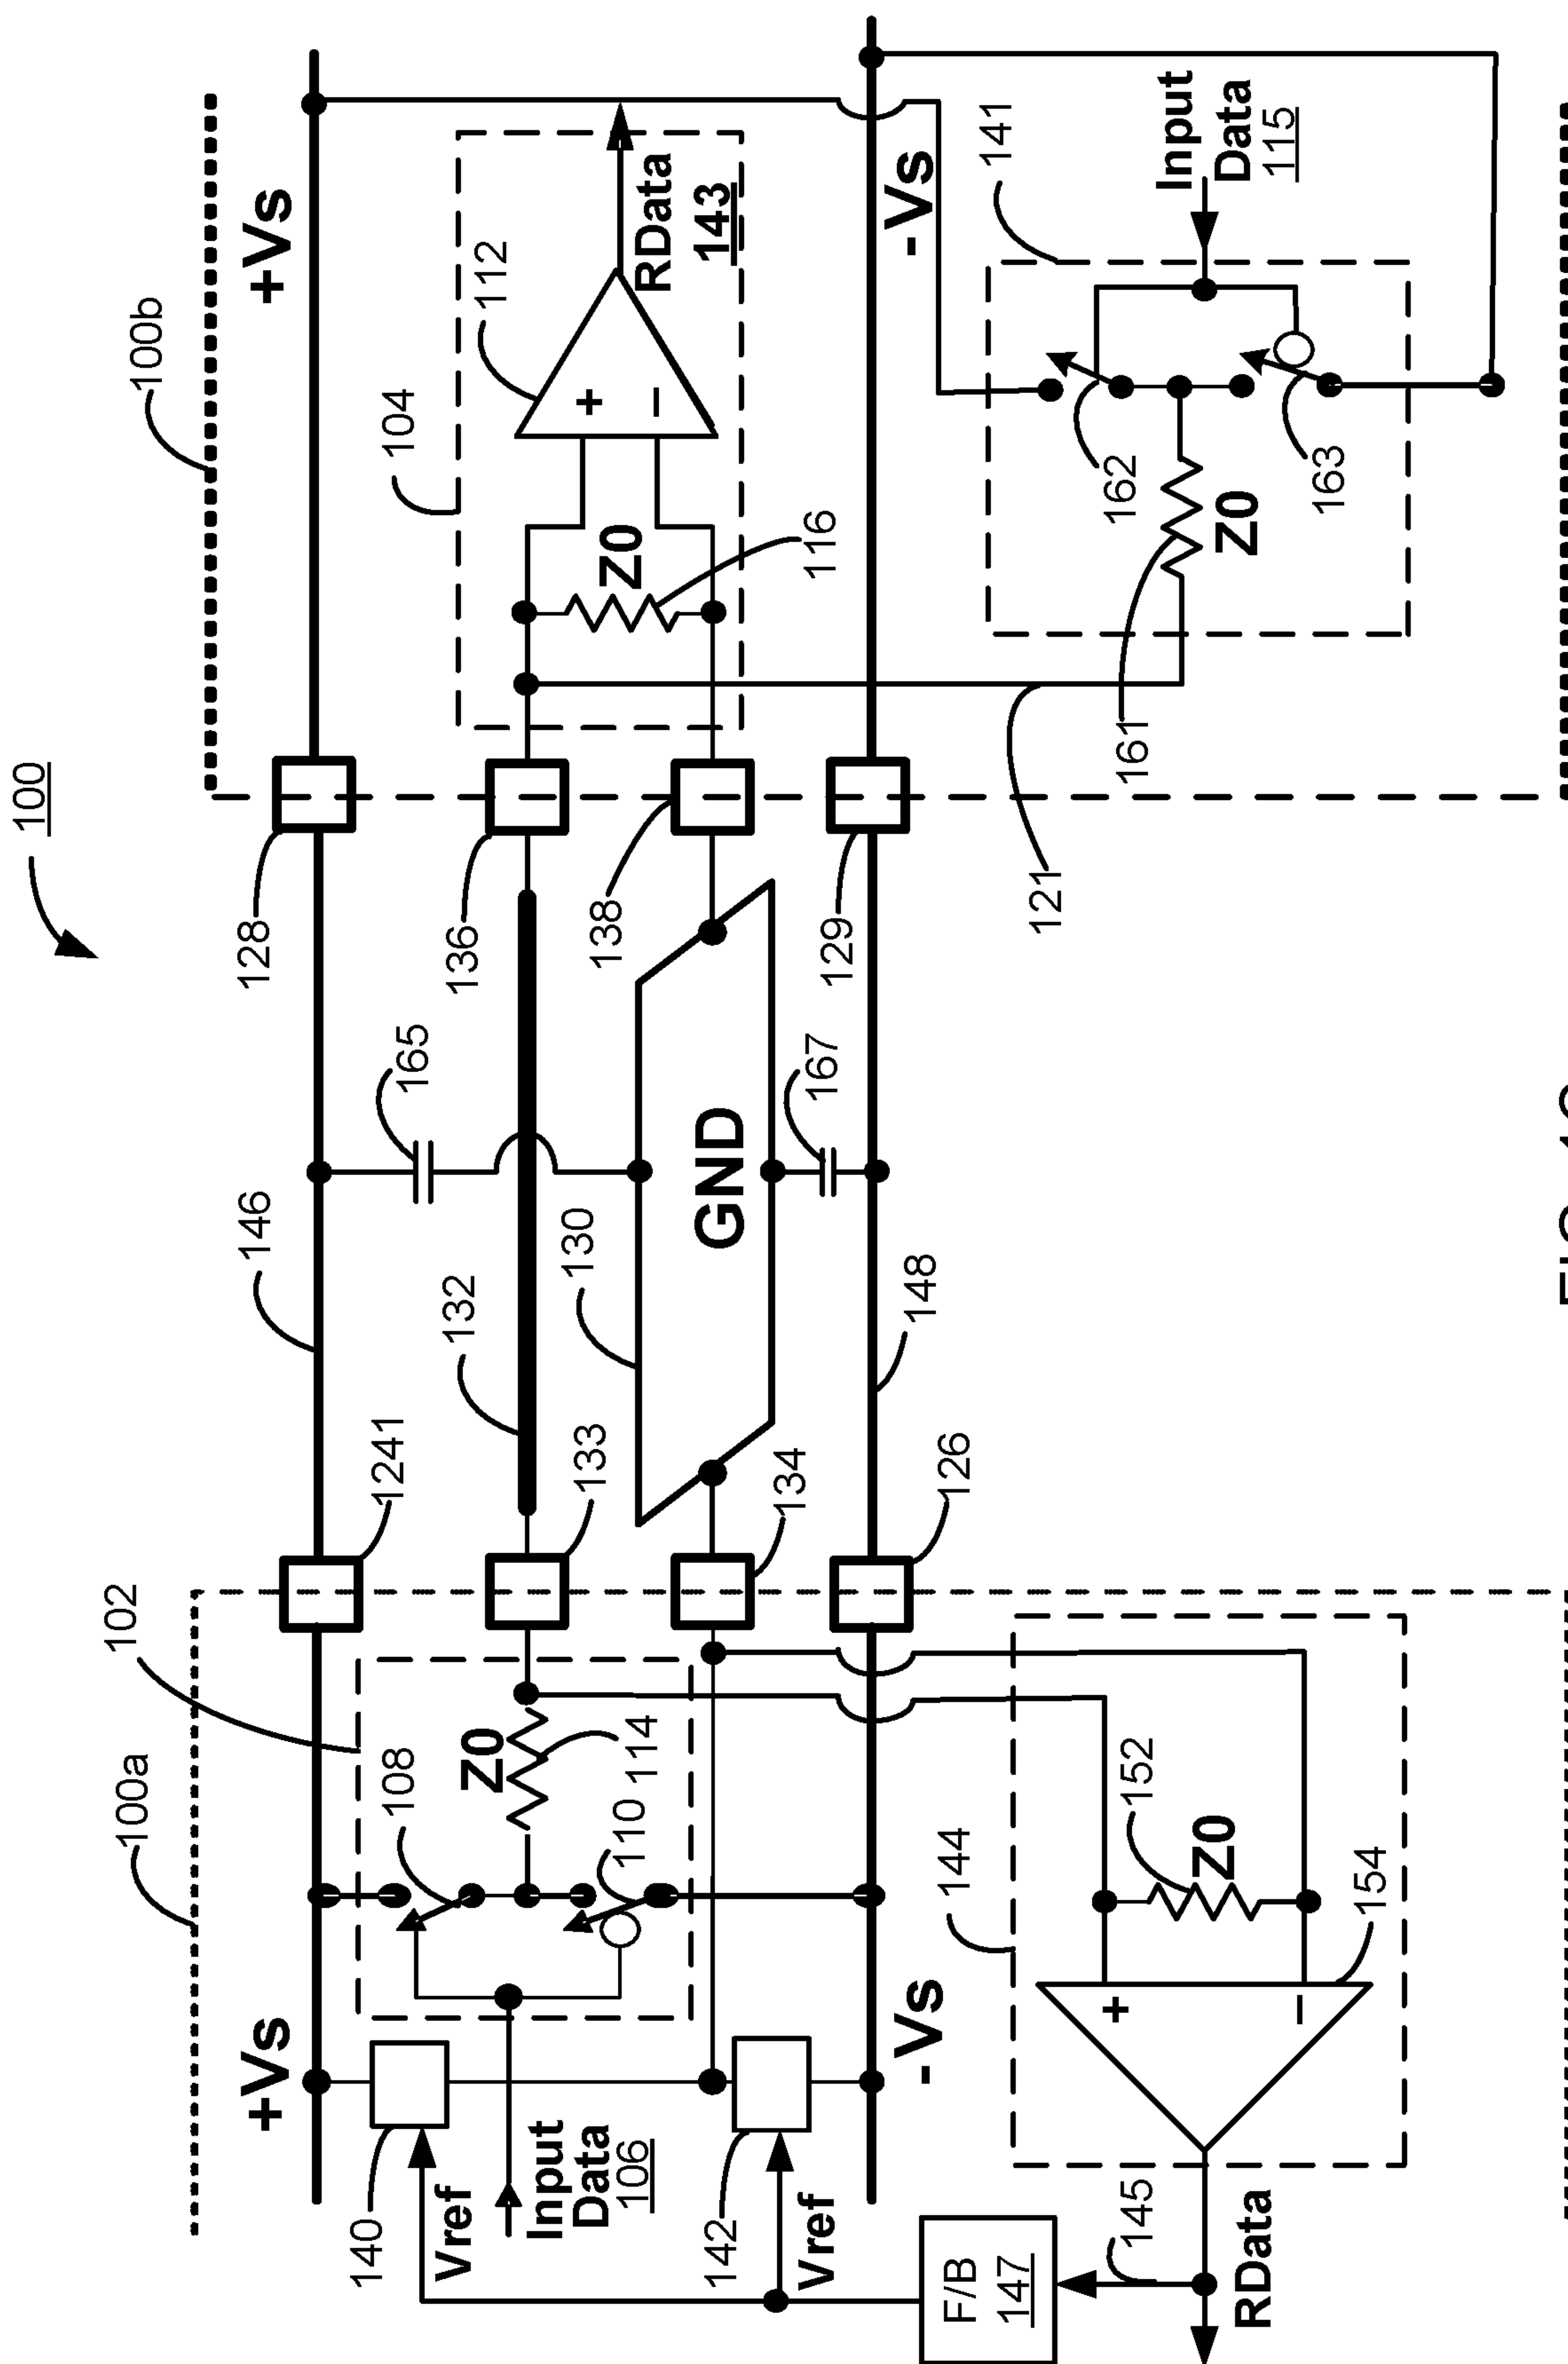 100
100a
102
100b
+Vs
1241
146
128
+Vs
140
Vref
108
Z0
133
132
165
136
104
112
Input
Data
106
110
114
130
138
Z0
116
+
−
RData
143
142
Vref
134
GND
167
129
-Vs
126
148
-Vs
144
152
Z0
154
+
−
121
161
162
Z0
163
141
Input
Data
115
F/B
147
145
RData